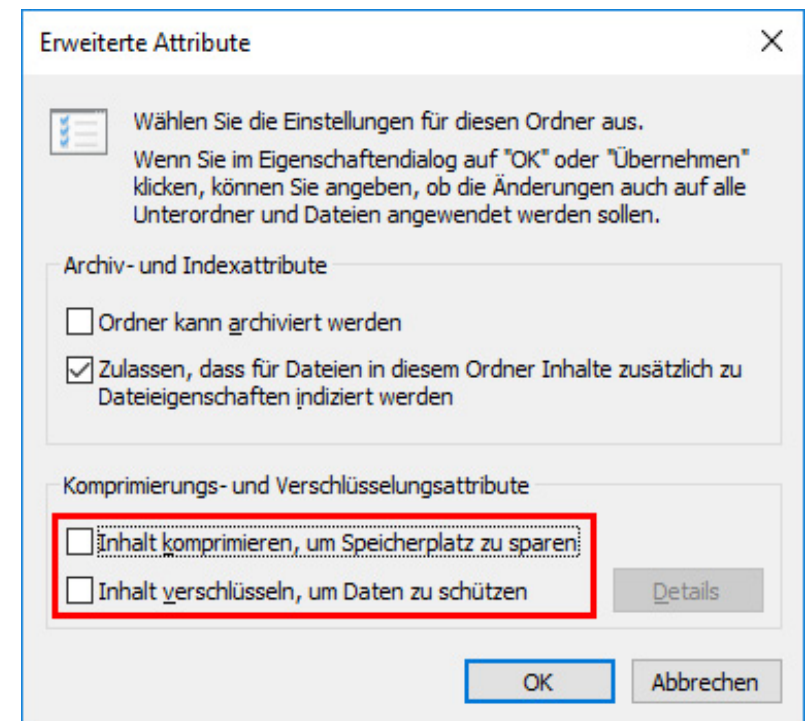 Erweiterte Attribute
Wählen Sie die Einstellungen für diesen Ordner aus.
Wenn Sie im Eigenschaftendialog auf "OK" oder "Übernehmen"
klicken, können Sie angeben, ob die Änderungen auch auf alle
Unterordner und Dateien angewendet werden sollen.
Archiv- und Indexattribute
Ordner kann archiviert werden
Zulassen, dass für Dateien in diesem Ordner Inhalte zusätzlich zu
Dateieigenschaften indiziert werden
Komprimierungs- und Verschlüsselungsattribute
Inhalt komprimieren, um Speicherplatz zu sparen
Inhalt verschlüsseln, um Daten zu schützen
Details
OK
Abbrechen